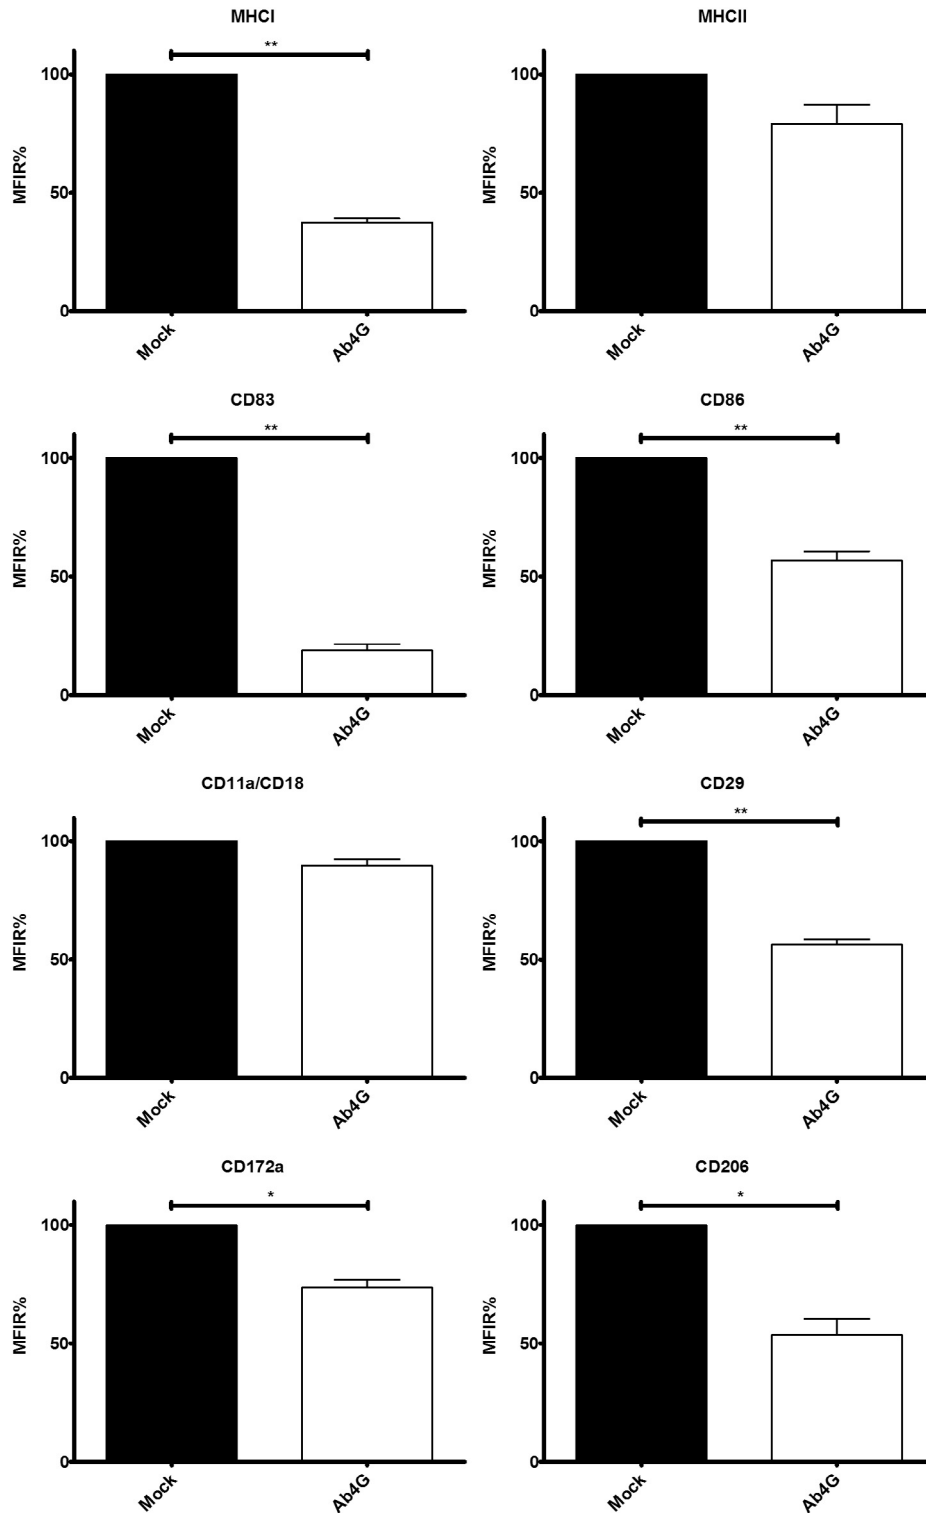 MHCI
**
MFIR%
100
50
0
Mock
Ab4G
MHCII
MFIR%
100
50
0
Mock
Ab4G
CD83
**
MFIR%
100
50
0
Mock
Ab4G
CD86
**
MFIR%
100
50
0
Mock
Ab4G
CD11a/CD18
MFIR%
100
50
0
Mock
Ab4G
CD29
**
MFIR%
100
50
0
Mock
Ab4G
CD172a
*
MFIR%
100
50
0
Mock
Ab4G
CD206
*
MFIR%
100
50
0
Mock
Ab4G